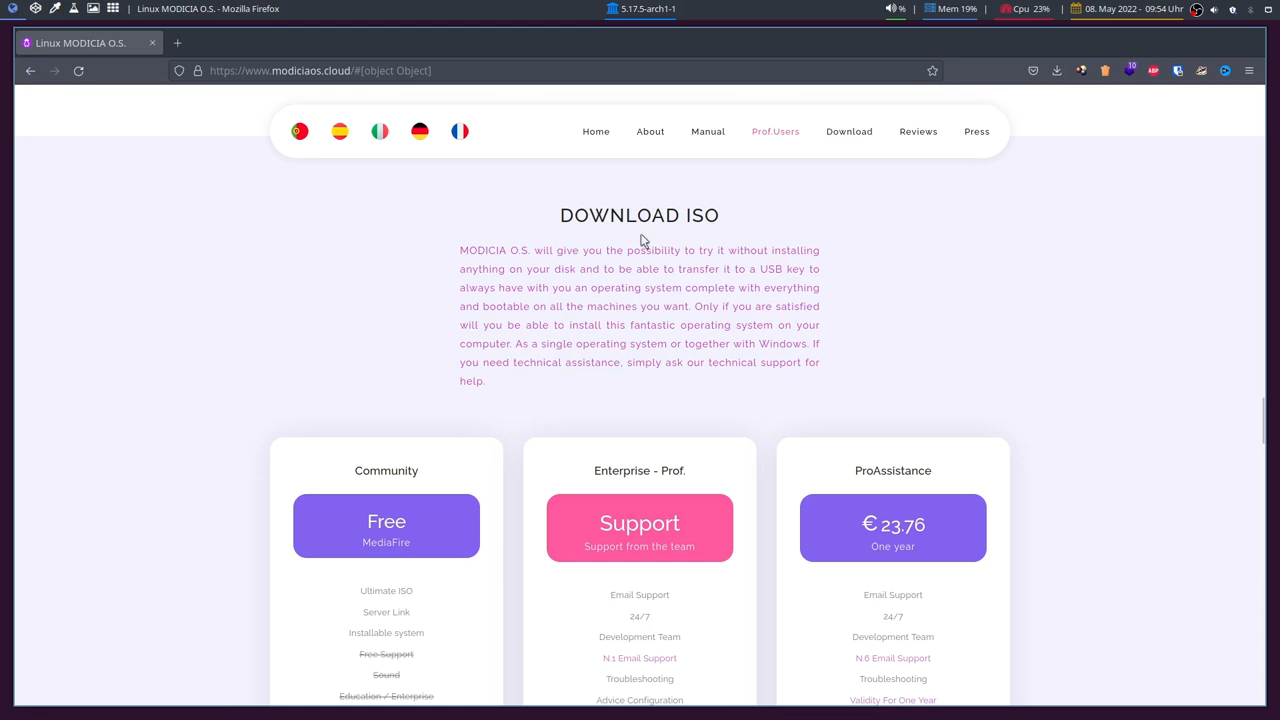 Linux MODICIA O.S. - Mozilla Firefox
5.17.5-arch1-1
%
Mem 19%
Cpu 23%
08. May 2022 - 09:54 Uhr
Linux MODICIA O.S.
https://www.modiciaos.cloud/#[object Object]
10
ABP
Home
About
Manual
Prof.Users
Download
Reviews
Press
DOWNLOAD ISO
MODICIA O.S. will give you the possibility to try it without installing
anything on your disk and to be able to transfer it to a USB key to
always have with you an operating system complete with everything
and bootable on all the machines you want. Only if you are satisfied
will you be able to install this fantastic operating system on your
computer. As a single operating system or together with Windows. If
you need technical assistance, simply ask our technical support for
help.
Community
Free
MediaFire
Ultimate ISO
Server Link
Installable system
Free Support
Sound
Education / Enterprise
Enterprise - Prof.
Support
Support from the team
Email Support
24/7
Development Team
N.1 Email Support
Troubleshooting
Advice Configuration
ProAssistance
€ 23.76
One year
Email Support
24/7
Development Team
N.6 Email Support
Troubleshooting
Validity For One Year